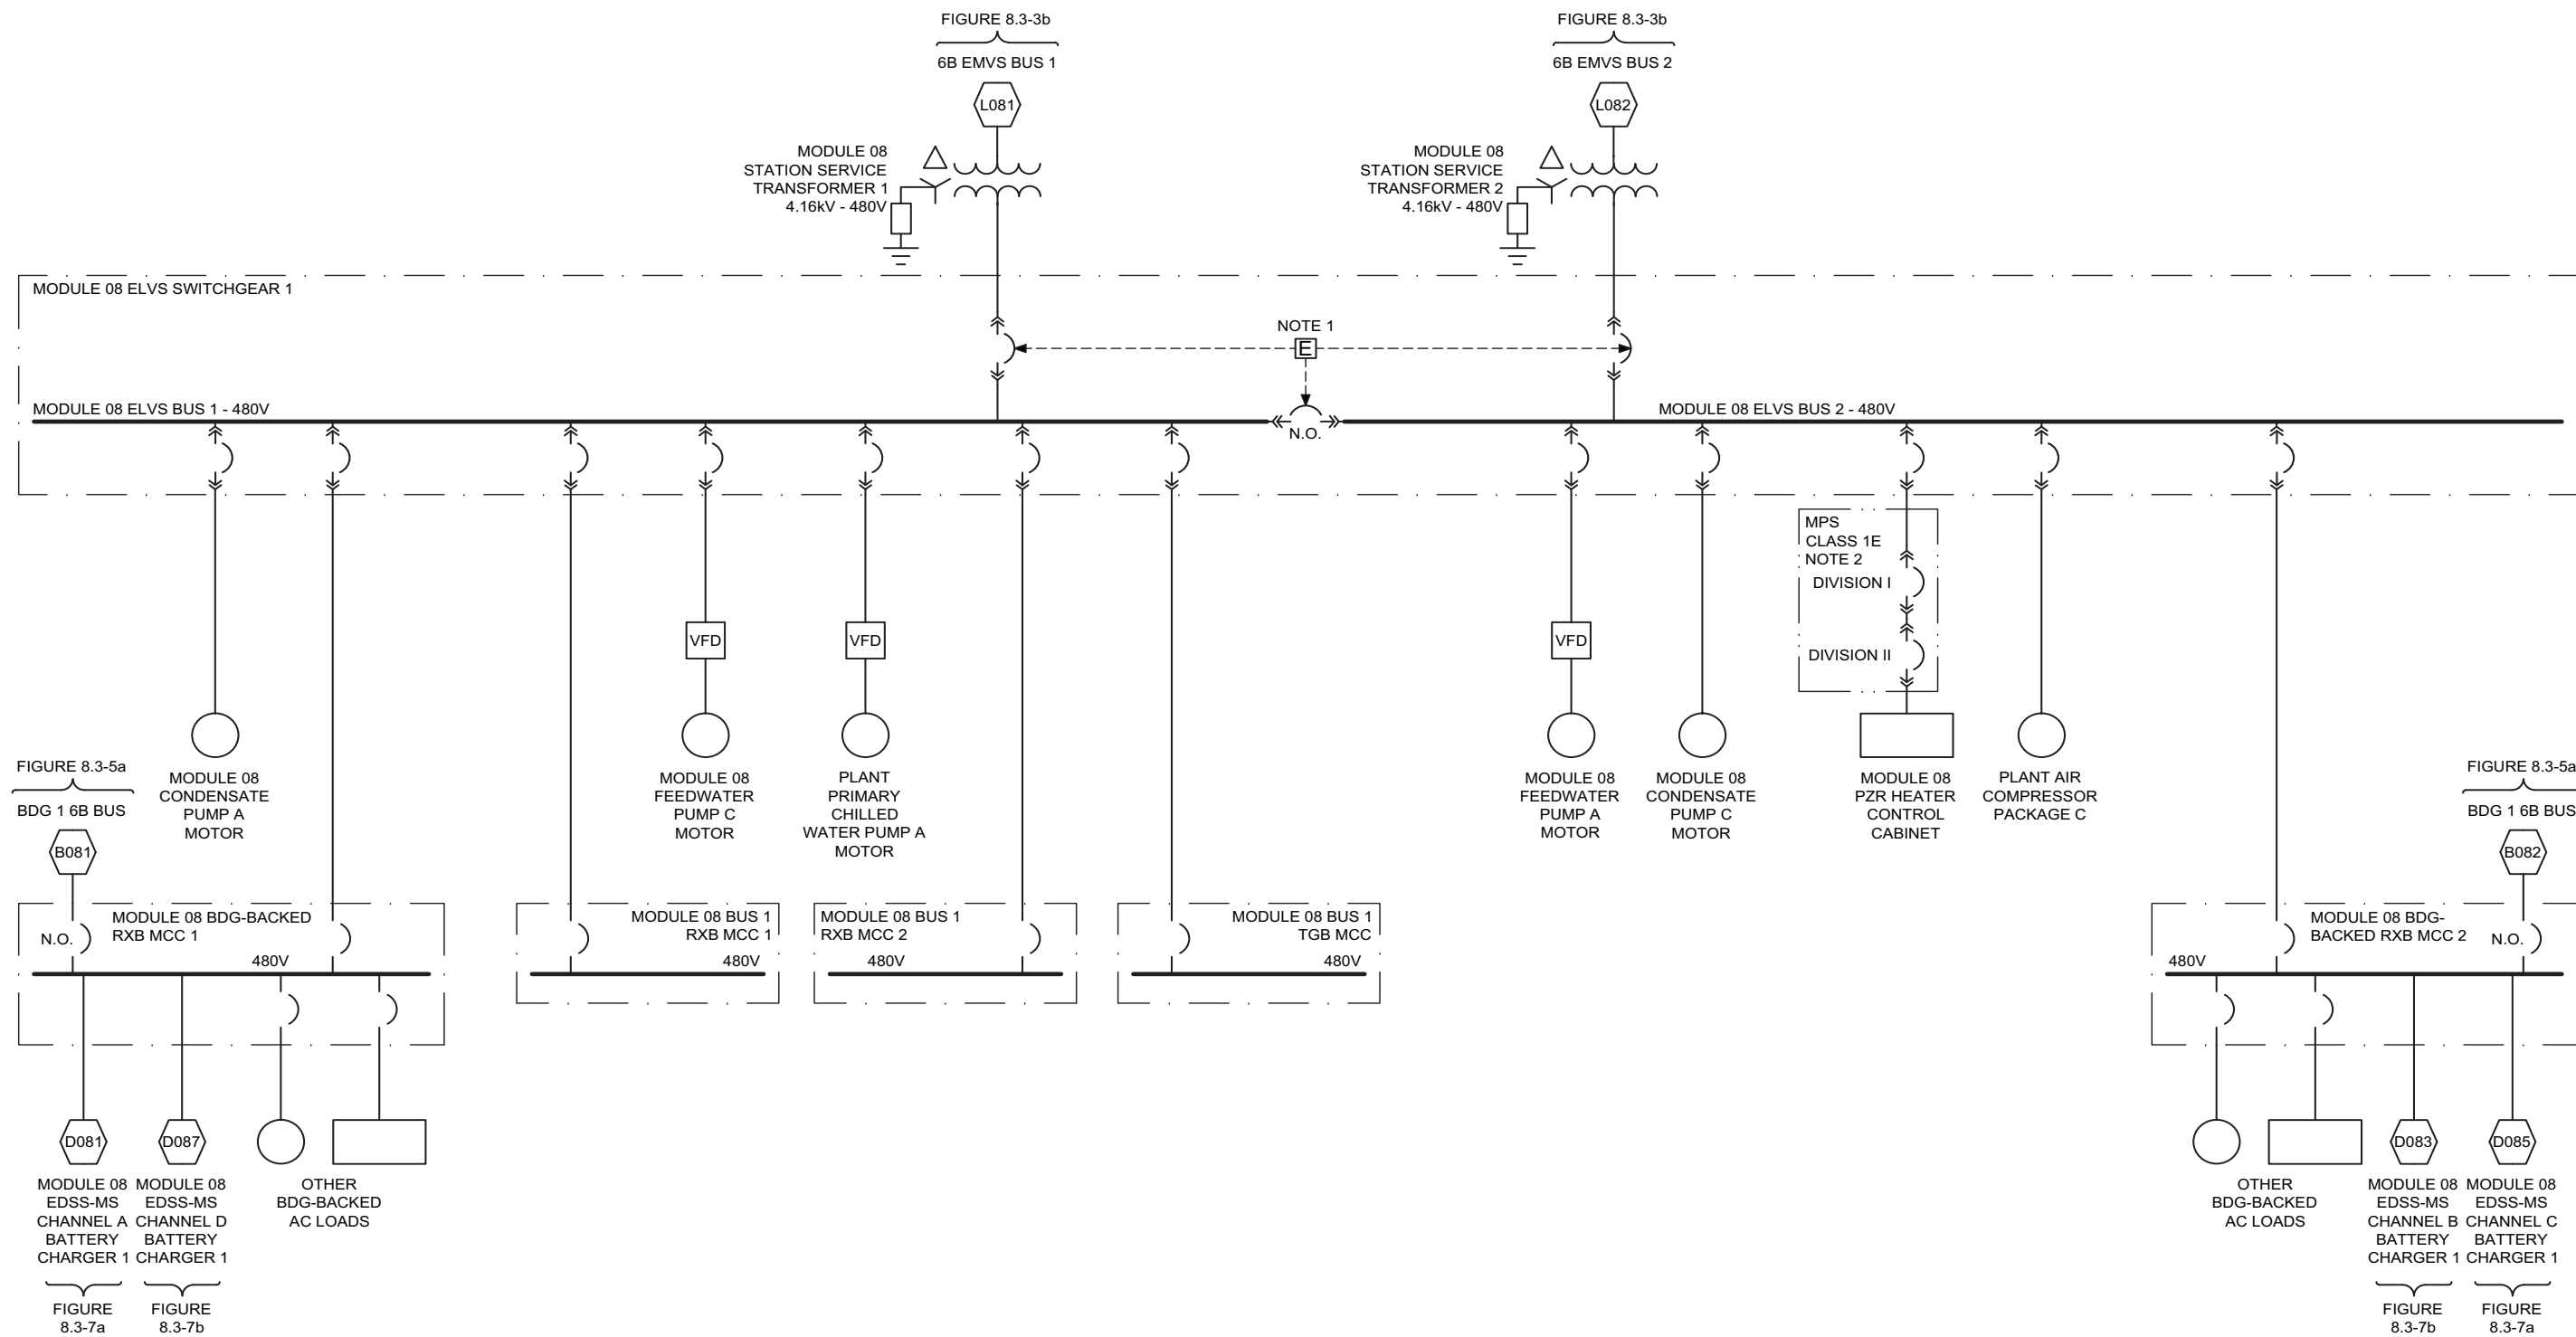 FIGURE 8.3-3b
6B EMVS BUS 1
L081
MODULE 08
STATION SERVICE
TRANSFORMER 1
4.16kV - 480V
FIGURE 8.3-3b
6B EMVS BUS 2
L082
MODULE 08
STATION SERVICE
TRANSFORMER 2
4.16kV - 480V
MODULE 08 ELVS SWITCHGEAR 1
NOTE 1
E
MODULE 08 ELVS BUS 1 - 480V
N.O.
MODULE 08 ELVS BUS 2 - 480V
MPS
CLASS 1E
NOTE 2
DIVISION I
DIVISION II
VFD
VFD
VFD
MODULE 08
CONDENSATE
PUMP A
MOTOR
MODULE 08
FEEDWATER
PUMP C
MOTOR
PLANT
PRIMARY
CHILLED
WATER PUMP A
MOTOR
MODULE 08
FEEDWATER
PUMP A
MOTOR
MODULE 08
CONDENSATE
PUMP C
MOTOR
MODULE 08
PZR HEATER
CONTROL
CABINET
PLANT AIR
COMPRESSOR
PACKAGE C
FIGURE 8.3-5a
BDG 1 6B BUS
B081
FIGURE 8.3-5a
BDG 1 6B BUS
B082
N.O.
MODULE 08 BDG-BACKED
RXB MCC 1
480V
MODULE 08 BUS 1
RXB MCC 1
480V
MODULE 08 BUS 1
RXB MCC 2
480V
MODULE 08 BUS 1
TGB MCC
480V
MODULE 08 BDG-
BACKED RXB MCC 2
N.O.
480V
D081
MODULE 08
EDSS-MS
CHANNEL A
BATTERY
CHARGER 1
FIGURE
8.3-7a
D087
MODULE 08
EDSS-MS
CHANNEL D
BATTERY
CHARGER 1
FIGURE
8.3-7b
OTHER
BDG-BACKED
AC LOADS
OTHER
BDG-BACKED
AC LOADS
D083
MODULE 08
EDSS-MS
CHANNEL B
BATTERY
CHARGER 1
FIGURE
8.3-7b
D085
MODULE 08
EDSS-MS
CHANNEL C
BATTERY
CHARGER 1
FIGURE
8.3-7a